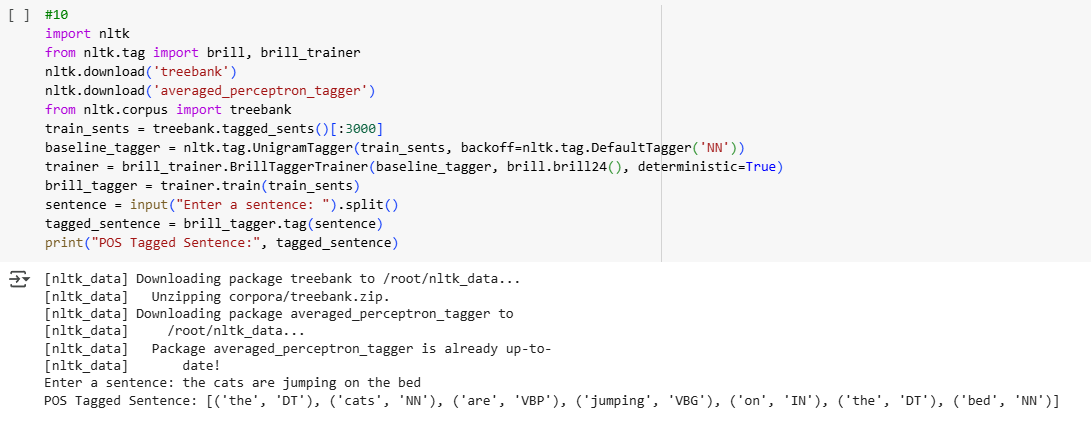 [ ] #10
import nltk
from nltk.tag import brill, brill_trainer
nltk.download('treebank')
nltk.download('averaged_perceptron_tagger')
from nltk.corpus import treebank
train_sents = treebank.tagged_sents()[:3000]
baseline_tagger = nltk.tag.UnigramTagger(train_sents, backoff=nltk.tag.DefaultTagger('NN'))
trainer = brill_trainer.BrillTaggerTrainer(baseline_tagger, brill.brill24(), deterministic=True)
brill_tagger = trainer.train(train_sents)
sentence = input("Enter a sentence: ").split()
tagged_sentence = brill_tagger.tag(sentence)
print("POS Tagged Sentence:", tagged_sentence)
[nltk_data] Downloading package treebank to /root/nltk_data...
[nltk_data]   Unzipping corpora/treebank.zip.
[nltk_data] Downloading package averaged_perceptron_tagger to
[nltk_data]     /root/nltk_data...
[nltk_data]   Package averaged_perceptron_tagger is already up-to-
[nltk_data]       date!
Enter a sentence: the cats are jumping on the bed
POS Tagged Sentence: [('the', 'DT'), ('cats', 'NN'), ('are', 'VBP'), ('jumping', 'VBG'), ('on', 'IN'), ('the', 'DT'), ('bed', 'NN')]